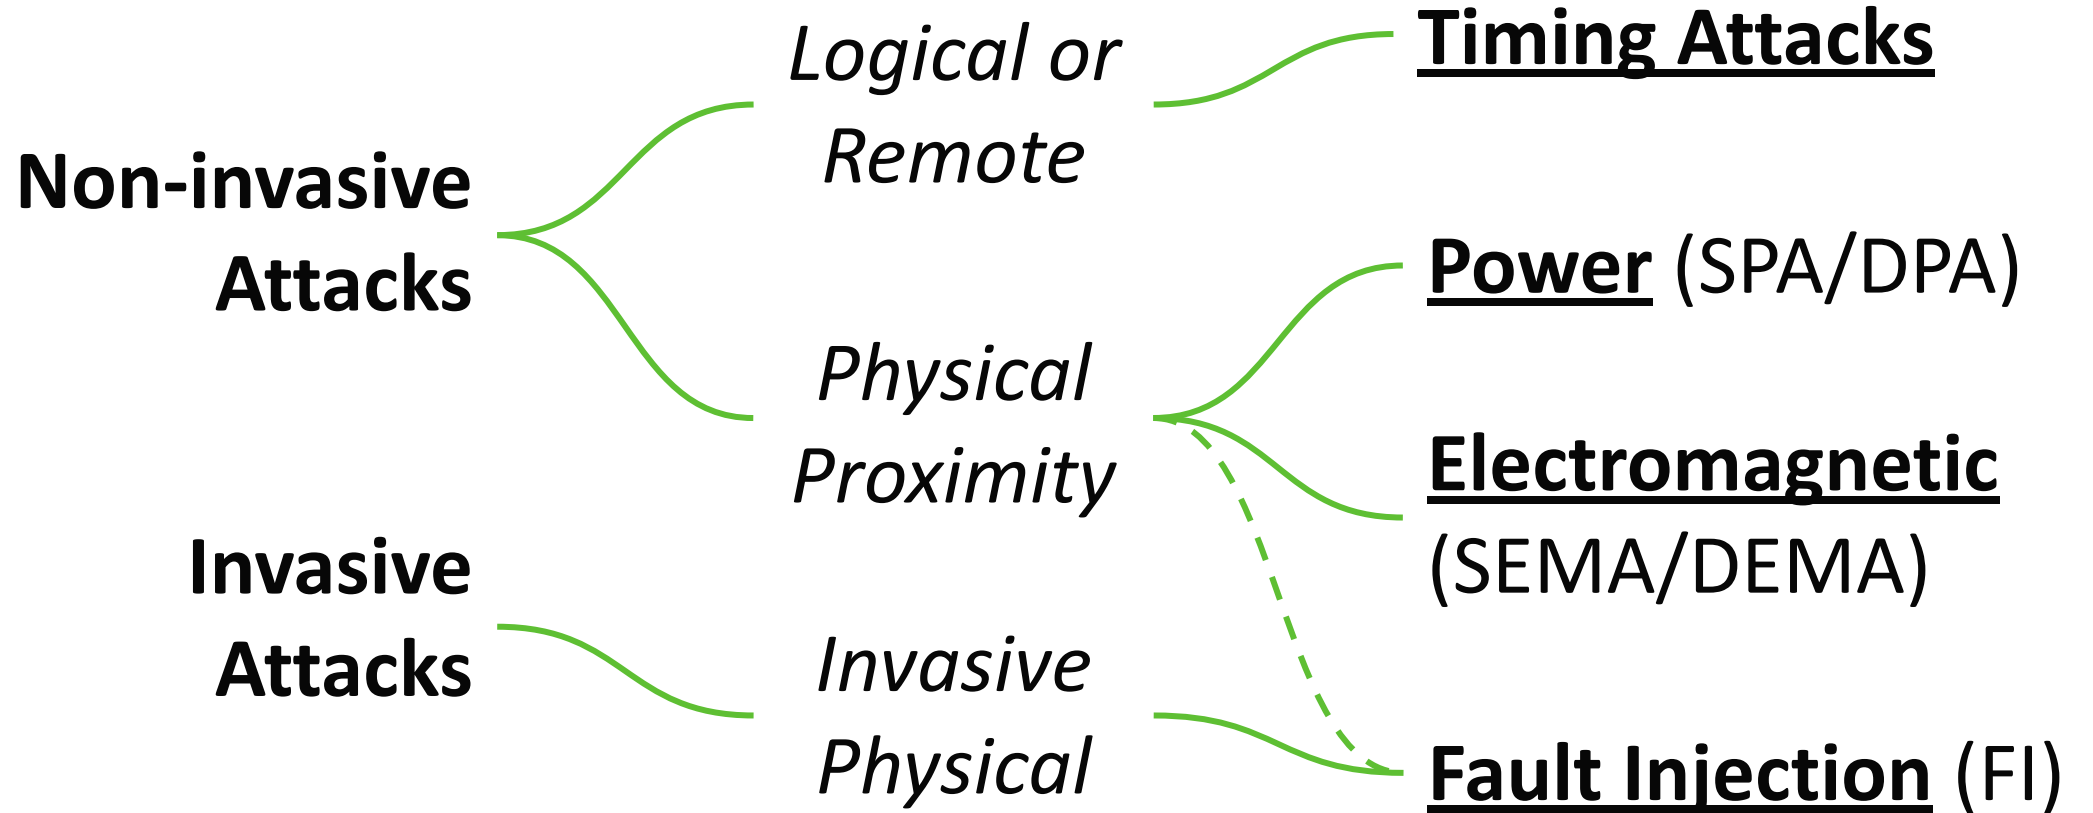 Non-invasive
Attacks
Invasive
Attacks
Logical or
Remote
Physical
Proximity
Invasive
Physical
Timing Attacks
Power (SPA/DPA)
Electromagnetic
(SEMA/DEMA)
Fault Injection (FI)